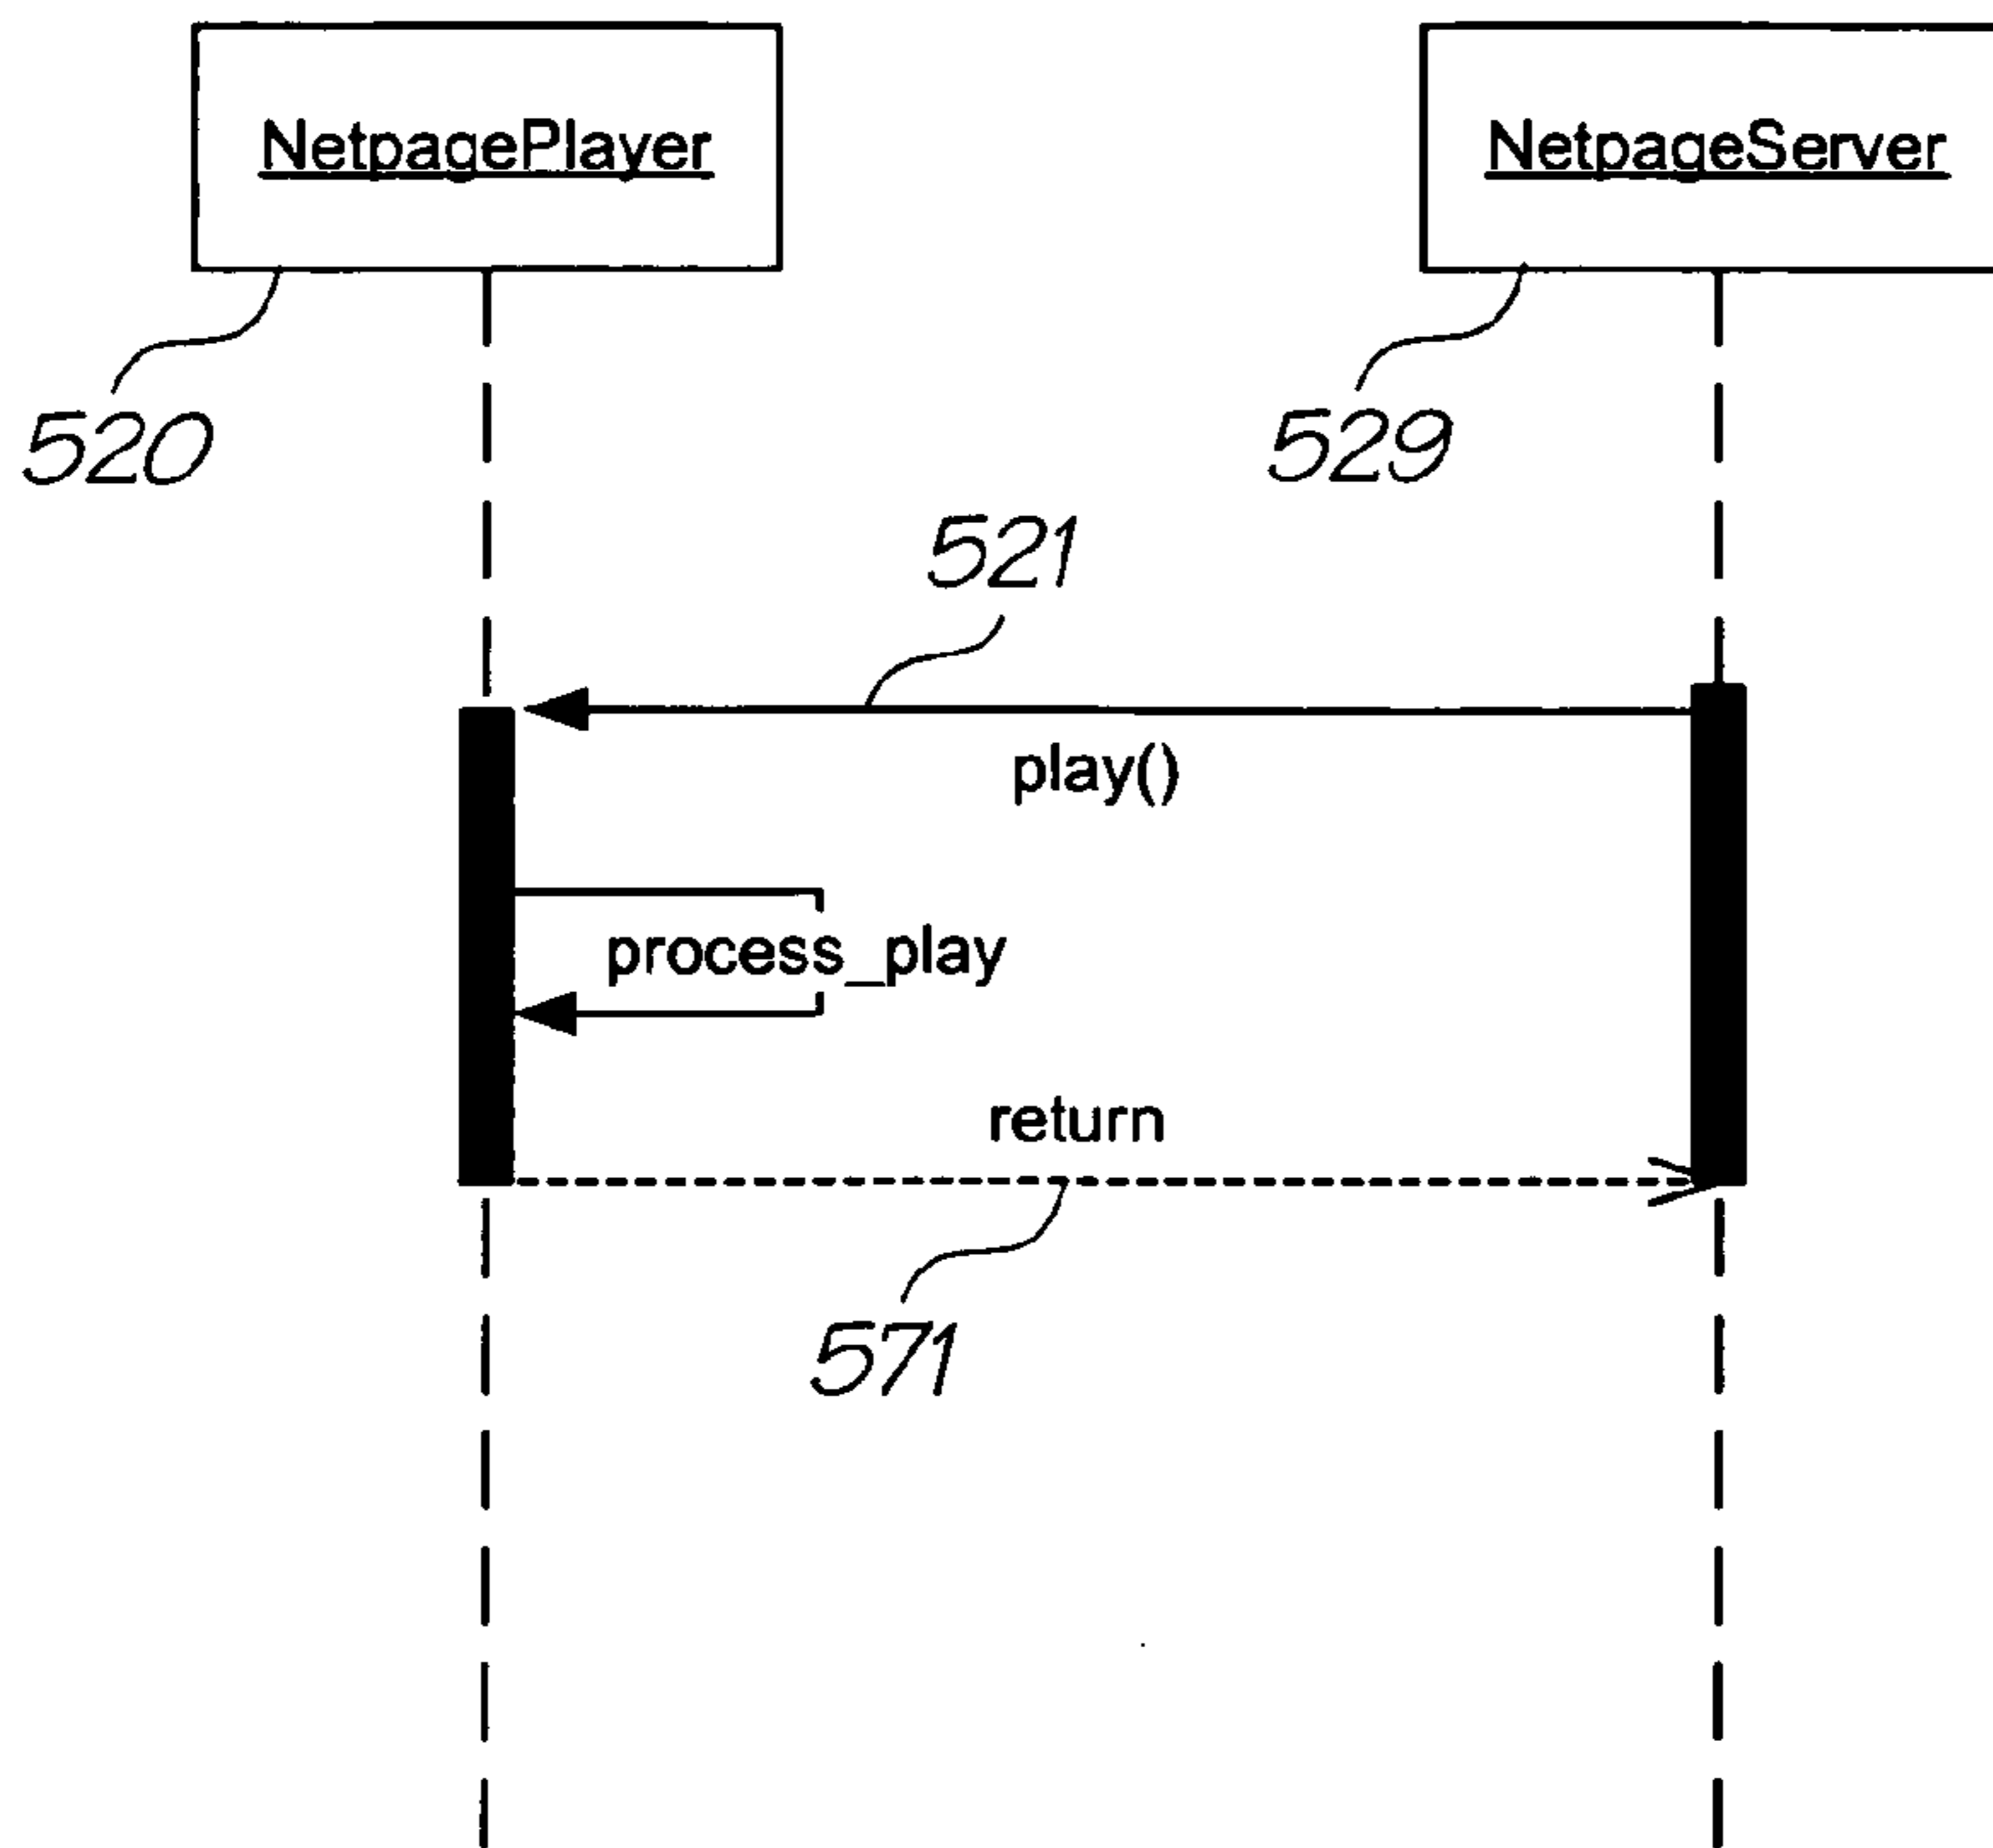 NetpagePlayer
NetpageServer
520
529
521
play()
process_play
return
571